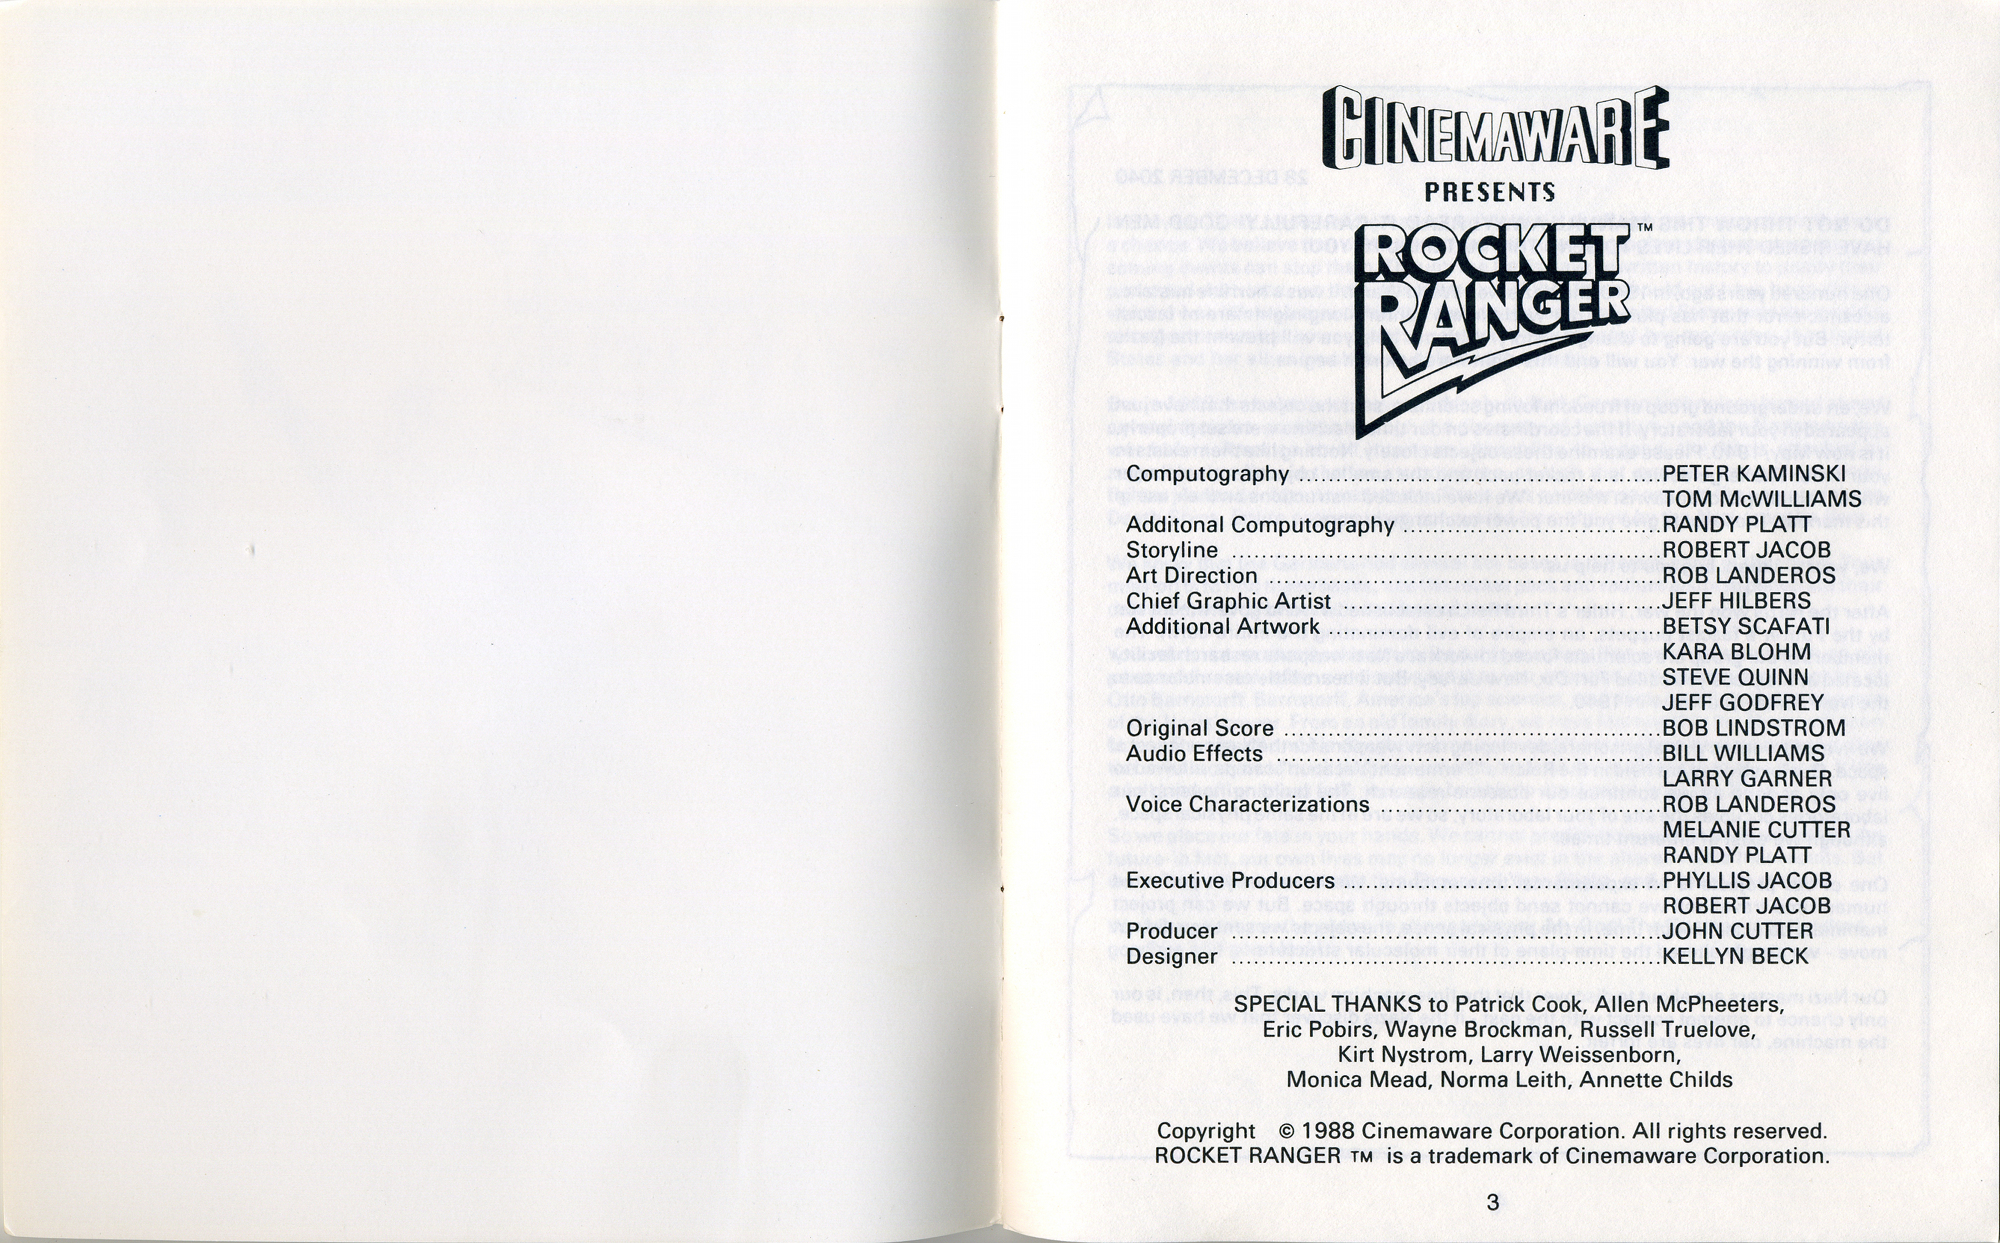 CINEMAWARE
PRESENTS
ROCKET™
RANGER
Computography ..........PETER KAMINSKI
TOM McWILLIAMS
Additonal Computography ..........RANDY PLATT
Storyline ..........ROBERT JACOB
Art Direction ..........ROB LANDEROS
Chief Graphic Artist ..........JEFF HILBERS
Additional Artwork ..........BETSY SCAFATI
KARA BLOHM
STEVE QUINN
JEFF GODFREY
Original Score ..........BOB LINDSTROM
Audio Effects ..........BILL WILLIAMS
LARRY GARNER
Voice Characterizations ..........ROB LANDEROS
MELANIE CUTTER
RANDY PLATT
Executive Producers ..........PHYLLIS JACOB
ROBERT JACOB
Producer ..........JOHN CUTTER
Designer ..........KELLYN BECK
SPECIAL THANKS to Patrick Cook, Allen McPheeters,
Eric Pobirs, Wayne Brockman, Russell Truelove,
Kirt Nystrom, Larry Weissenborn,
Monica Mead, Norma Leith, Annette Childs
Copyright © 1988 Cinemaware Corporation. All rights reserved.
ROCKET RANGER TM is a trademark of Cinemaware Corporation.
3